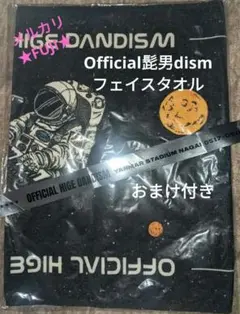 ★メルカリ
★FUJI★
HIGE DANDISM
Official髭男dism
フェイスタオル
OFFICIAL HIGE DANDISM YANMAR STADIUM NAGAI
おまけ付き
OFFICIAL HIGE